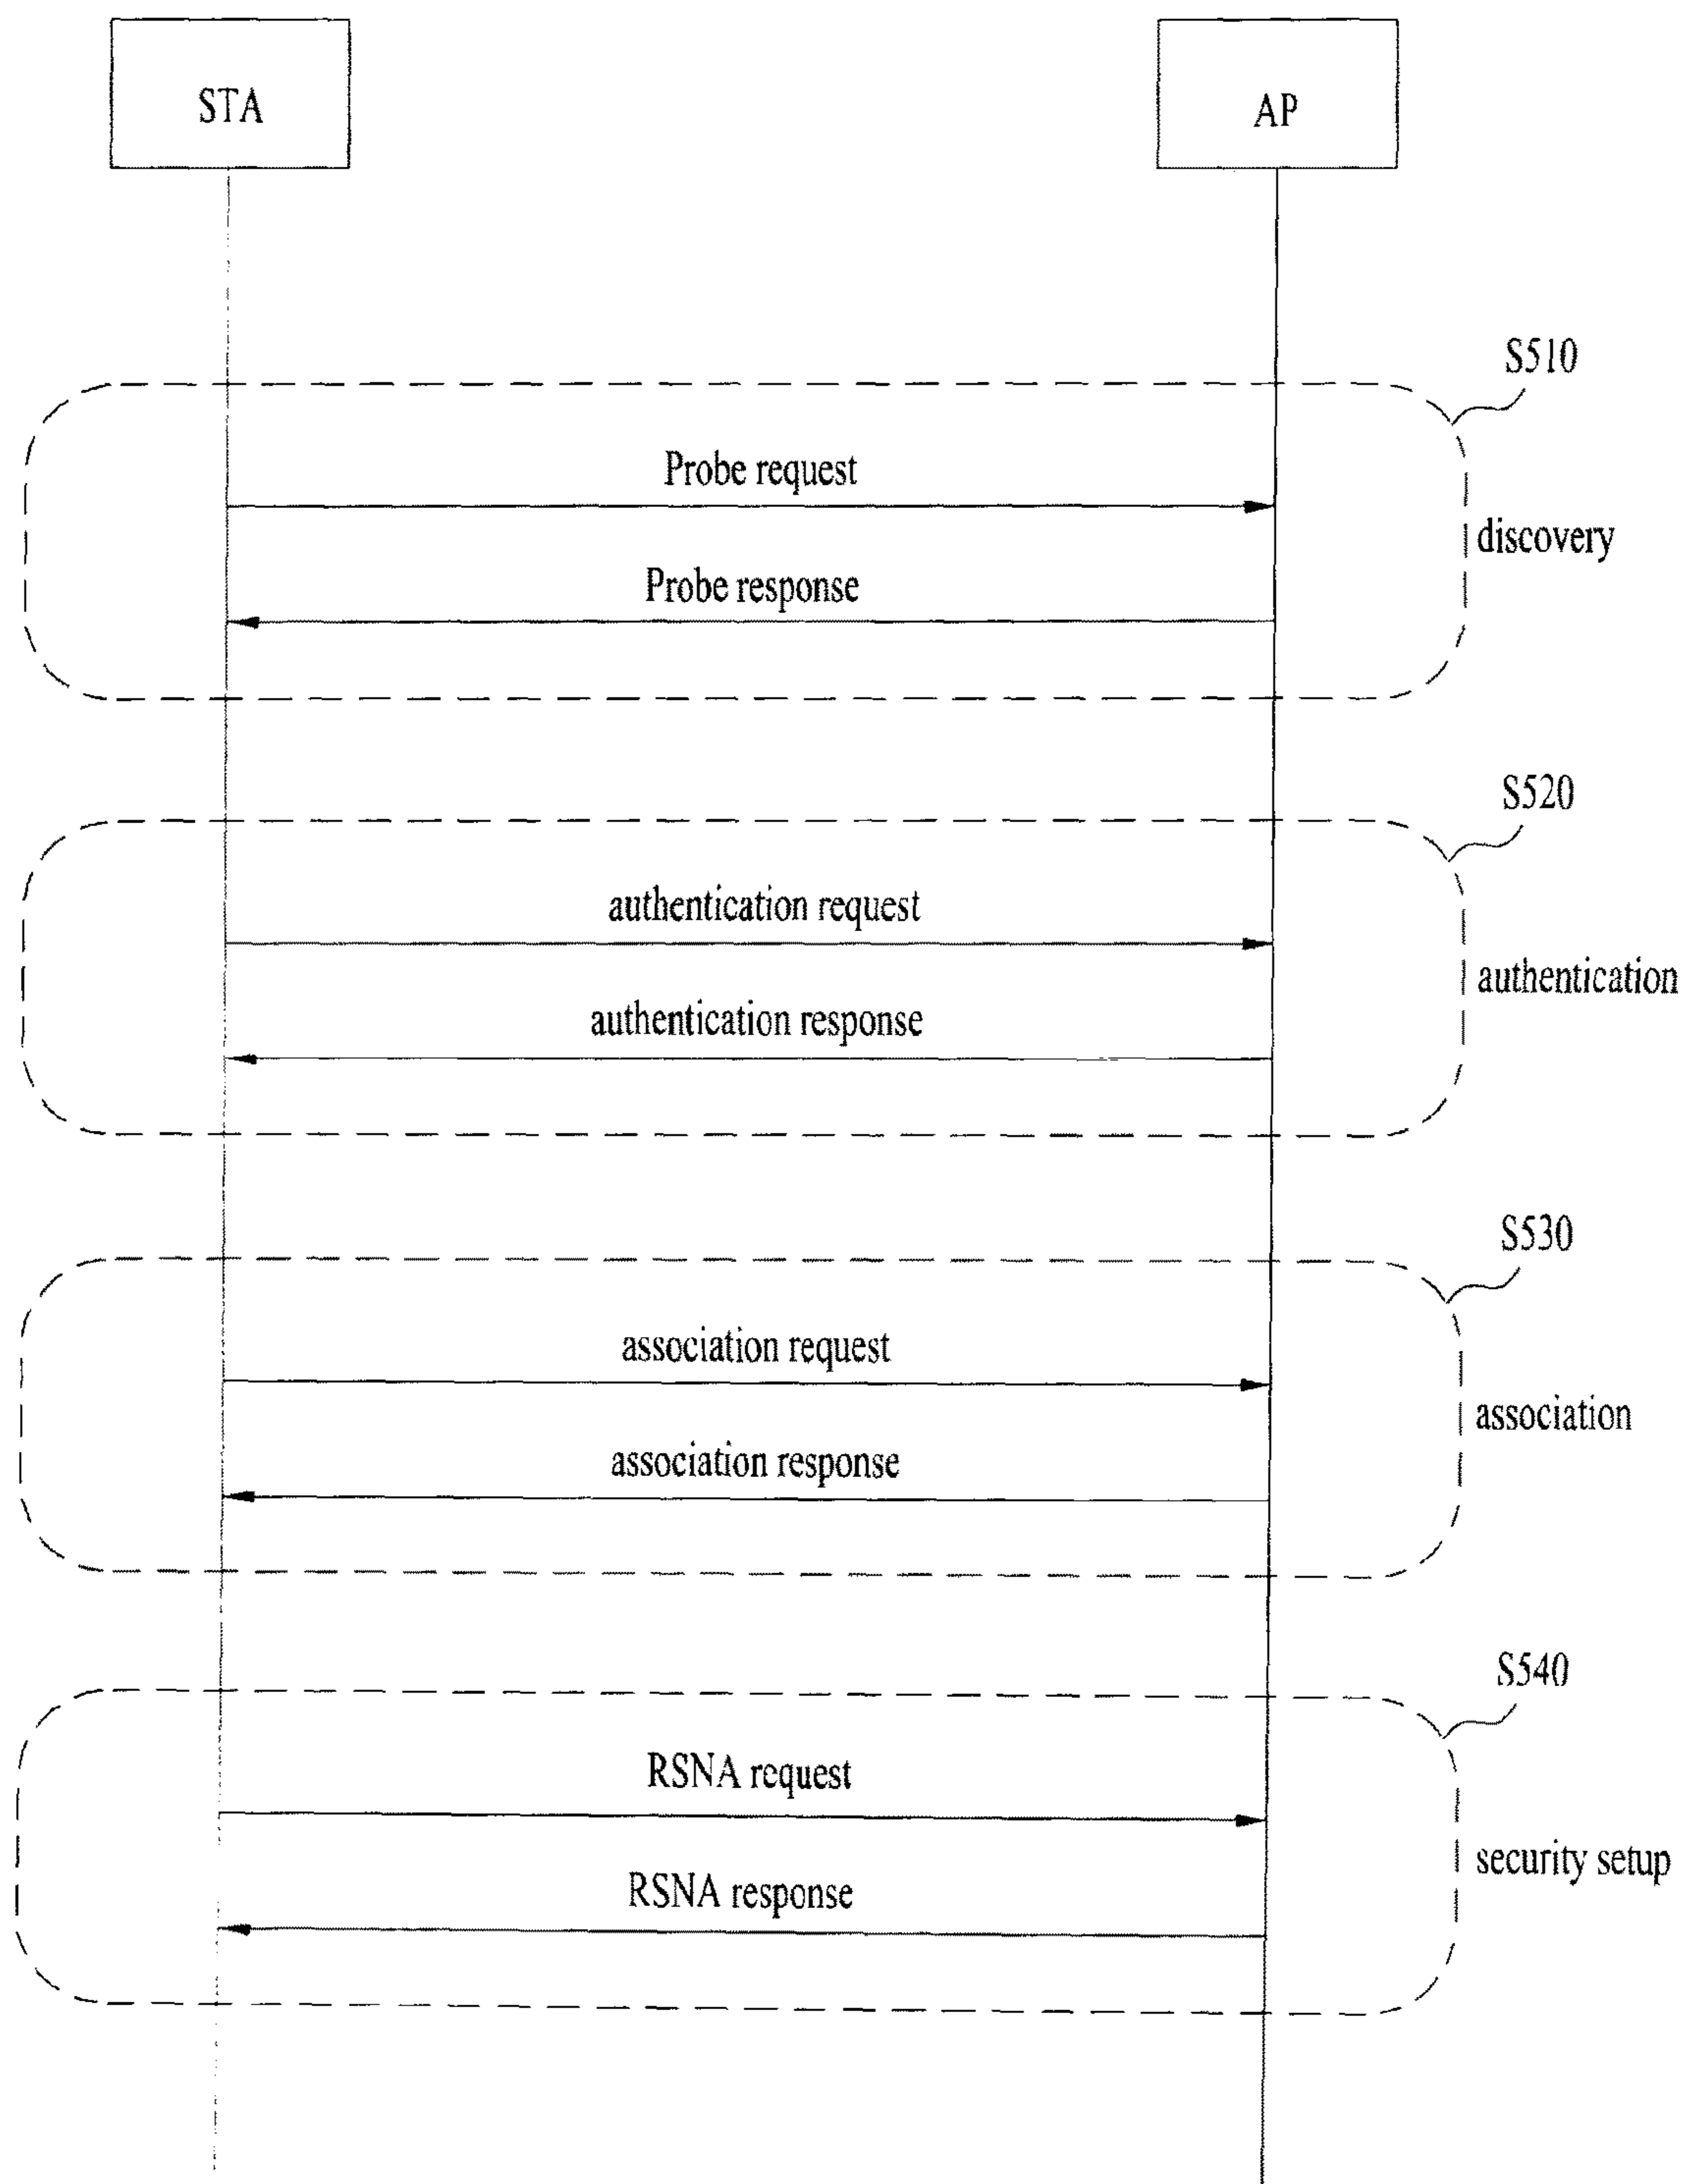 STA
AP
S510
Probe request
discovery
Probe response
S520
authentication request
authentication
authentication response
S530
association request
association
association response
S540
RSNA request
security setup
RSNA response